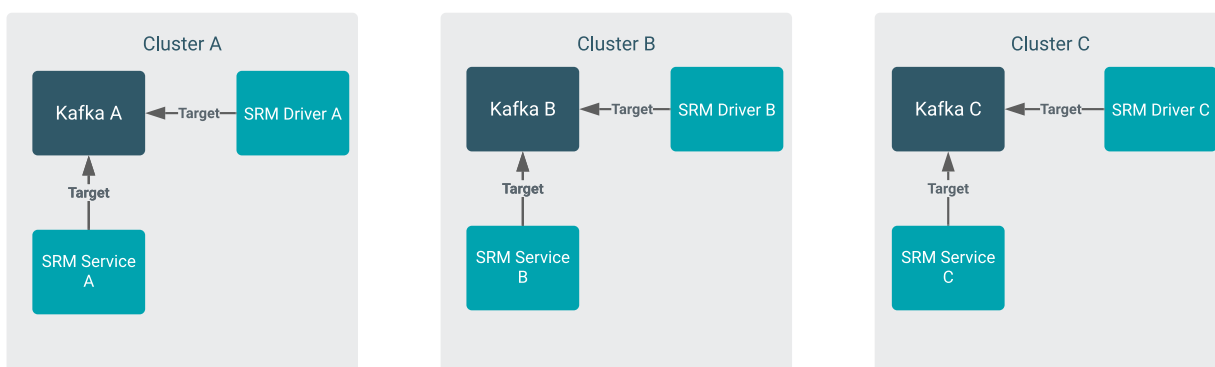 Cluster A
Kafka A
Target
SRM Driver A
Target
SRM Service
A
Cluster B
Kafka B
Target
SRM Driver B
Target
SRM Service
B
Cluster C
Kafka C
Target
SRM Driver C
Target
SRM Service
C